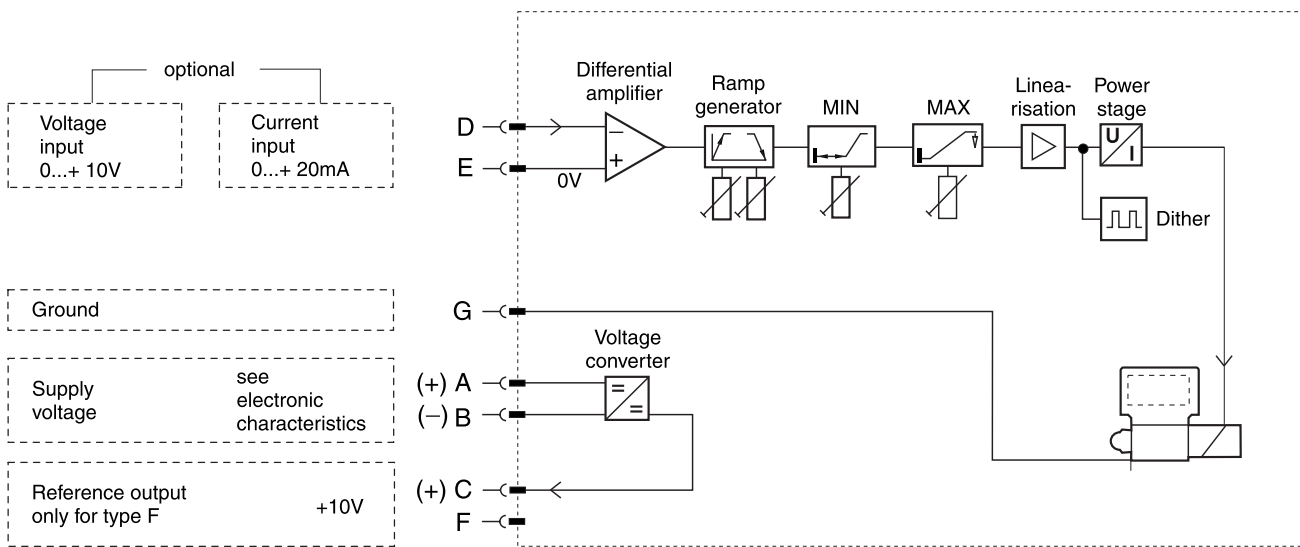 optional
Voltage
input
0...+ 10V
Current
input
0...+ 20mA
D
E
0V
Differential
amplifier
−
+
Ramp
generator
MIN
MAX
Linea-
risation
Power
stage
U
I
Dither
Ground
G
Supply
voltage
see
electronic
characteristics
(+) A
(−) B
Voltage
converter
=
=
Reference output
only for type F
+10V
(+) C
F